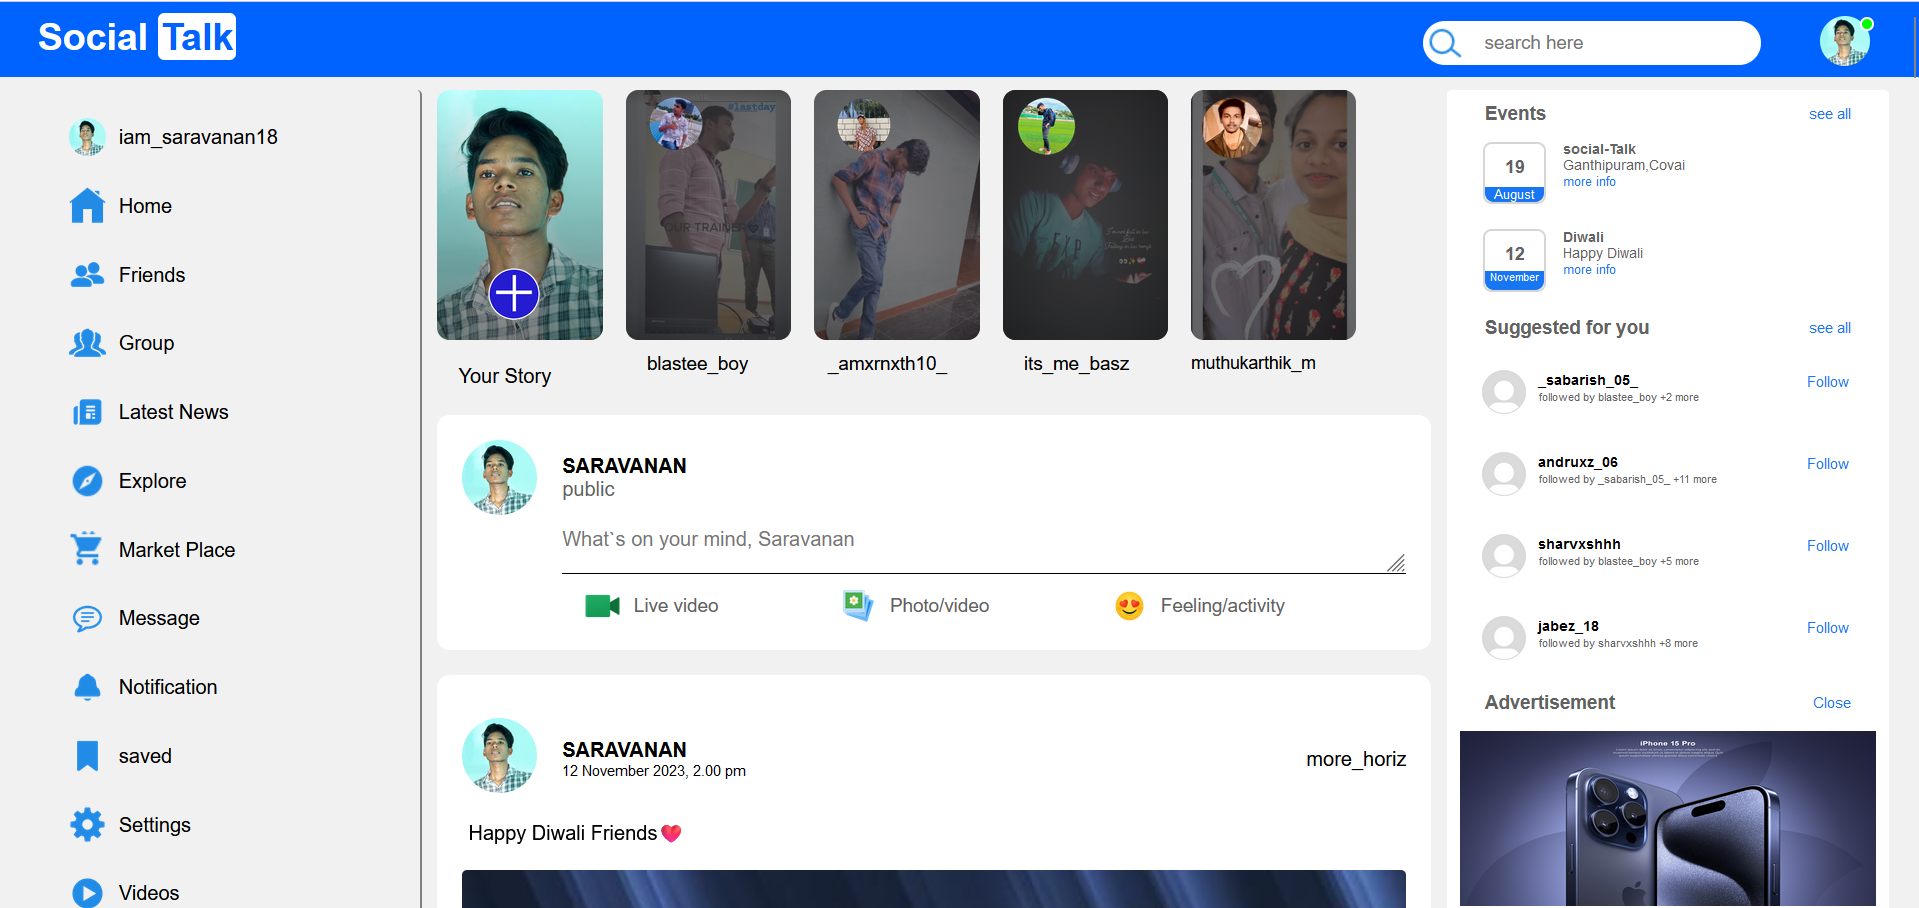 Social Talk
search here
iam_saravanan18
Home
Friends
Group
Latest News
Explore
Market Place
Message
Notification
saved
Settings
Videos
#lastday
OUR TRAINER
Your Story
blastee_boy
_amxrnxth10_
its_me_basz
muthukarthik_m
SARAVANAN
public
What`s on your mind, Saravanan
Live video
Photo/video
Feeling/activity
SARAVANAN
12 November 2023, 2.00 pm
more_horiz
Happy Diwali Friends❤️
Events
see all
19
August
social-Talk
Ganthipuram,Covai
more info
12
November
Diwali
Happy Diwali
more info
Suggested for you
see all
_sabarish_05_
followed by blastee_boy +2 more
Follow
andruxz_06
followed by _sabarish_05_ +11 more
Follow
sharvxshhh
followed by blastee_boy +5 more
Follow
jabez_18
followed by sharvxshhh +8 more
Follow
Advertisement
Close
iPhone 15 Pro